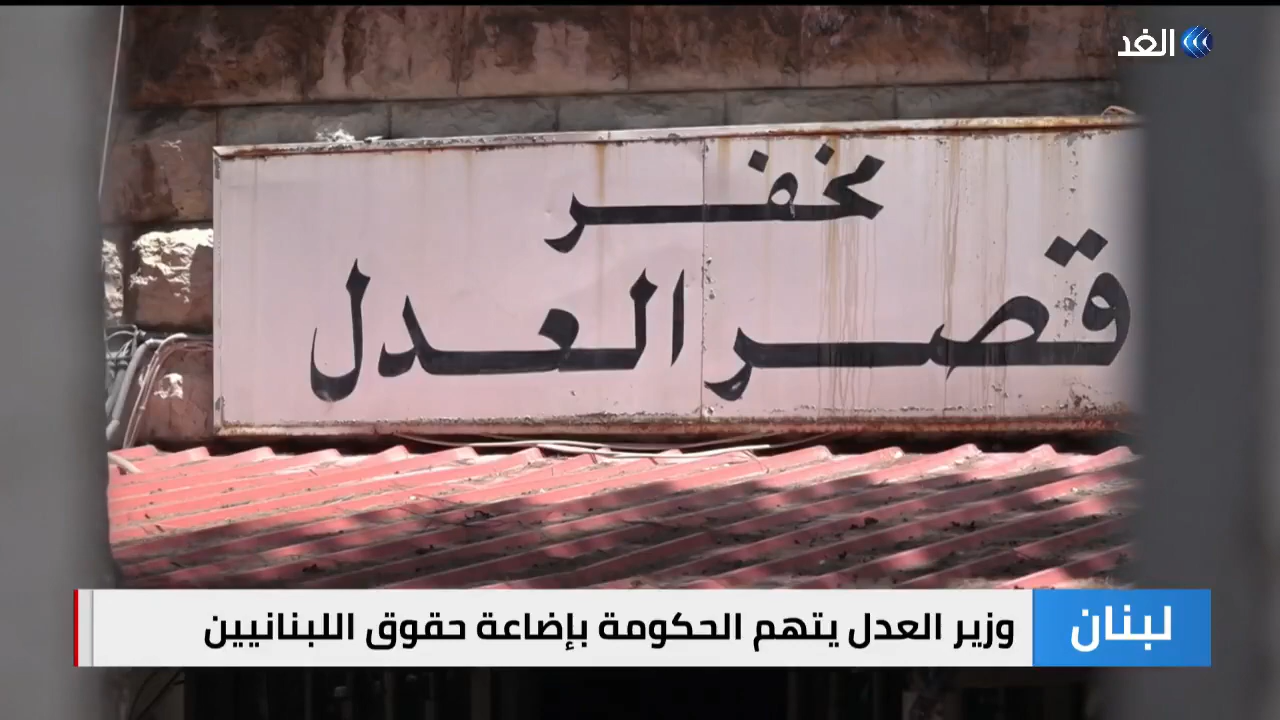 الغد
مخفر
قصر العدل
لبنان
وزير العدل يتهم الحكومة بإضاعة حقوق اللبنانيين